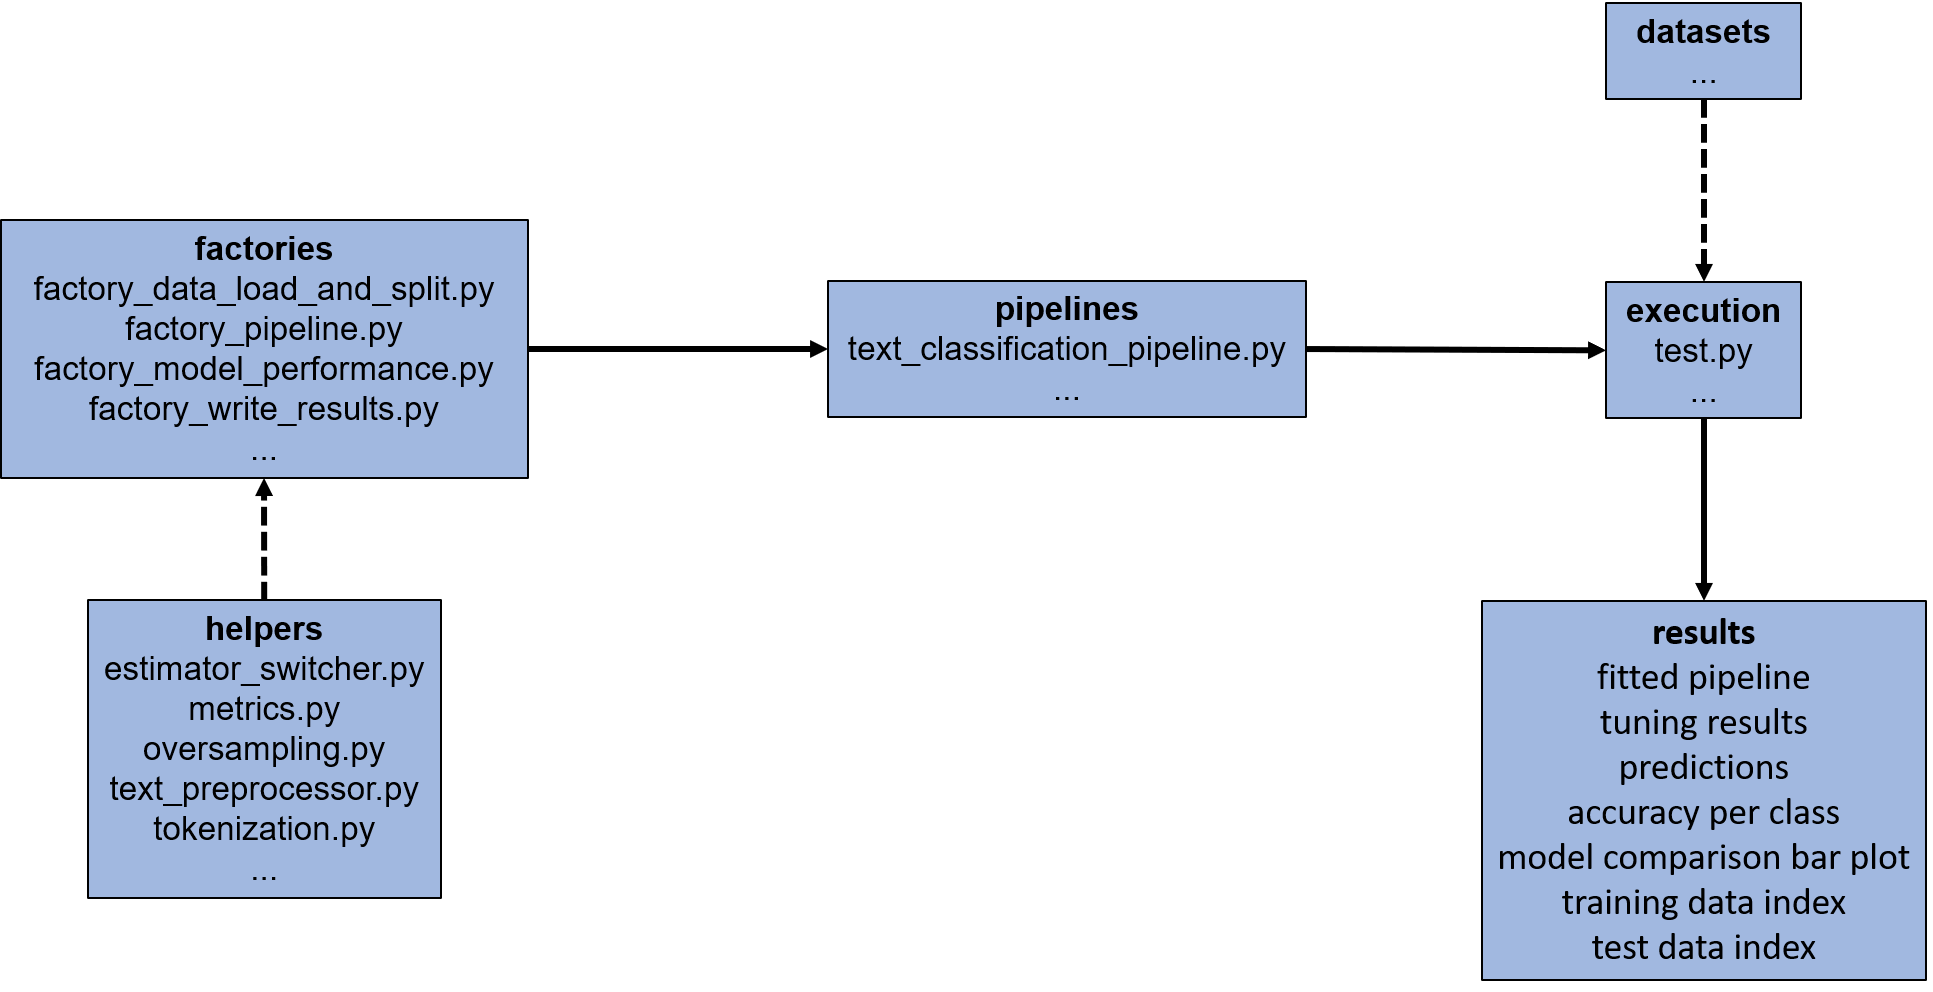 datasets
...
factories
factory_data_load_and_split.py
factory_pipeline.py
factory_model_performance.py
factory_write_results.py
...
pipelines
text_classification_pipeline.py
...
execution
test.py
...
helpers
estimator_switcher.py
metrics.py
oversampling.py
text_preprocessor.py
tokenization.py
...
results
fitted pipeline
tuning results
predictions
accuracy per class
model comparison bar plot
training data index
test data index